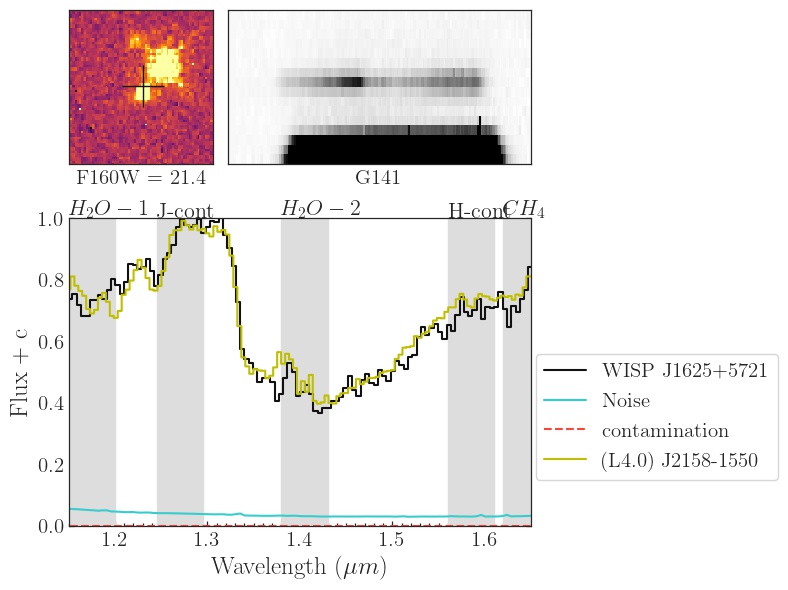 F160W = 21.4
G141
H2O − 1
J-cont
H2O − 2
H-cont
CH4
1.0
0.8
0.6
0.4
0.2
0.0
Flux + c
1.2
1.3
1.4
1.5
1.6
Wavelength (μm)
WISP J1625+5721
Noise
contamination
(L4.0) J2158-1550